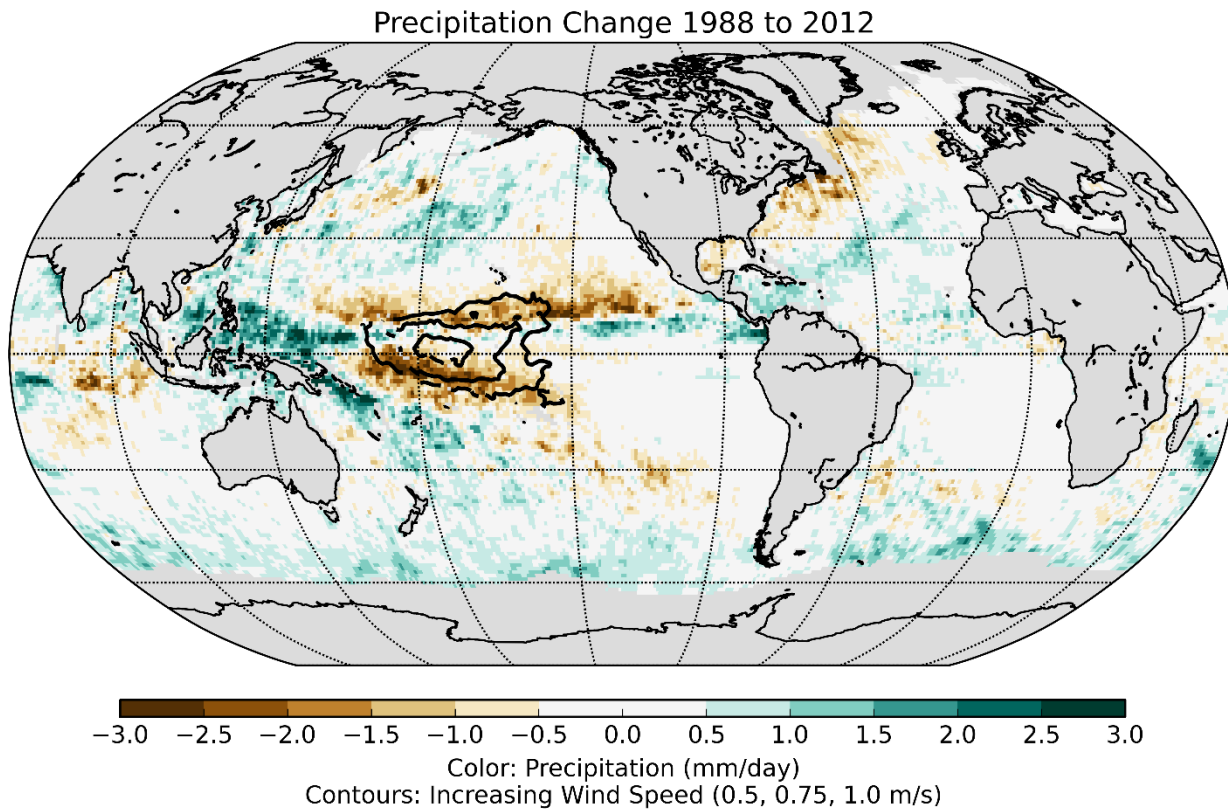 Precipitation Change 1988 to 2012
−3.0 −2.5 −2.0 −1.5 −1.0 −0.5 0.0 0.5 1.0 1.5 2.0 2.5 3.0
Color: Precipitation (mm/day)
Contours: Increasing Wind Speed (0.5, 0.75, 1.0 m/s)